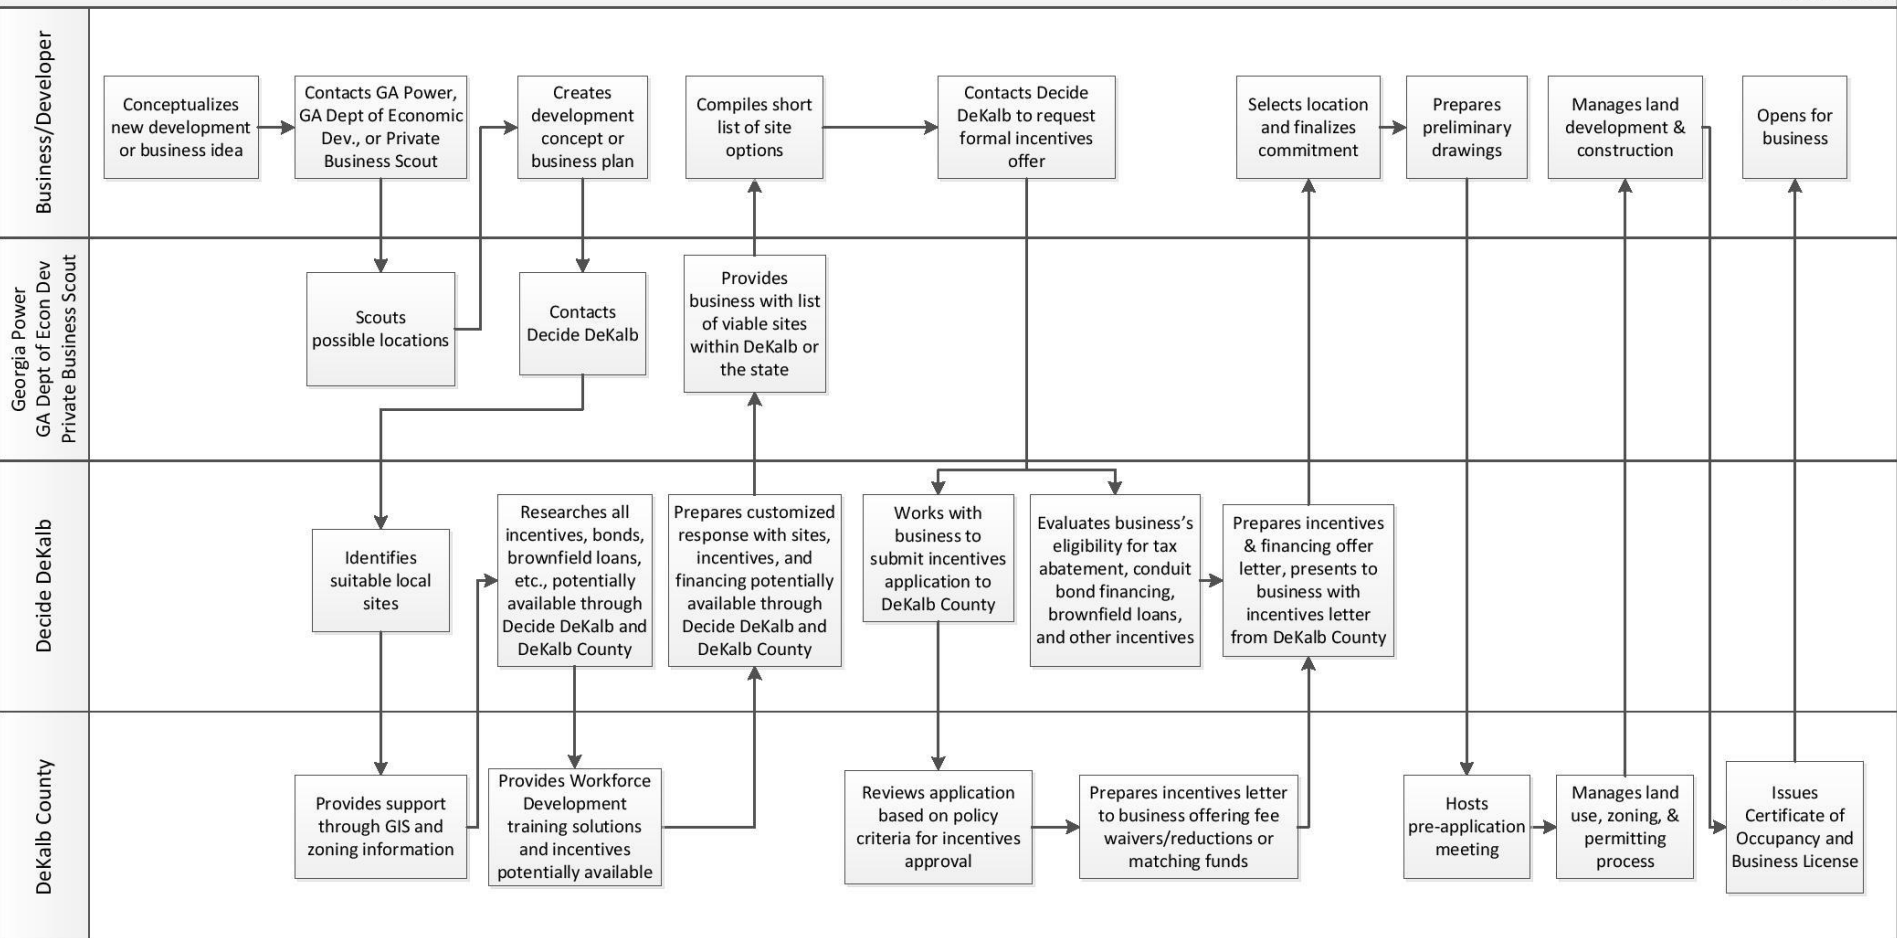 Business/Developer
Conceptualizes
new development
or business idea
Contacts GA Power,
GA Dept of Economic
Dev., or Private
Business Scout
Creates
development
concept or
business plan
Compiles short
list of site
options
Contacts Decide
DeKalb to request
formal incentives
offer
Selects location
and finalizes
commitment
Prepares
preliminary
drawings
Manages land
development &
construction
Opens for
business
Georgia Power
GA Dept of Econ Dev
Private Business Scout
Scouts
possible locations
Contacts
Decide DeKalb
Provides
business with list
of viable sites
within DeKalb or
the state
Decide DeKalb
Identifies
suitable local
sites
Researches all
incentives, bonds,
brownfield loans,
etc., potentially
available through
Decide DeKalb and
DeKalb County
Prepares customized
response with sites,
incentives, and
financing potentially
available through
Decide DeKalb and
DeKalb County
Works with
business to
submit incentives
application to
DeKalb County
Evaluates business’s
eligibility for tax
abatement, conduit
bond financing,
brownfield loans,
and other incentives
Prepares incentives
& financing offer
letter, presents to
business with
incentives letter
from DeKalb County
DeKalb County
Provides support
through GIS and
zoning information
Provides Workforce
Development
training solutions
and incentives
potentially available
Reviews application
based on policy
criteria for incentives
approval
Prepares incentives letter
to business offering fee
waivers/reductions or
matching funds
Hosts
pre-application
meeting
Manages land
use, zoning, &
permitting
process
Issues
Certificate of
Occupancy and
Business License